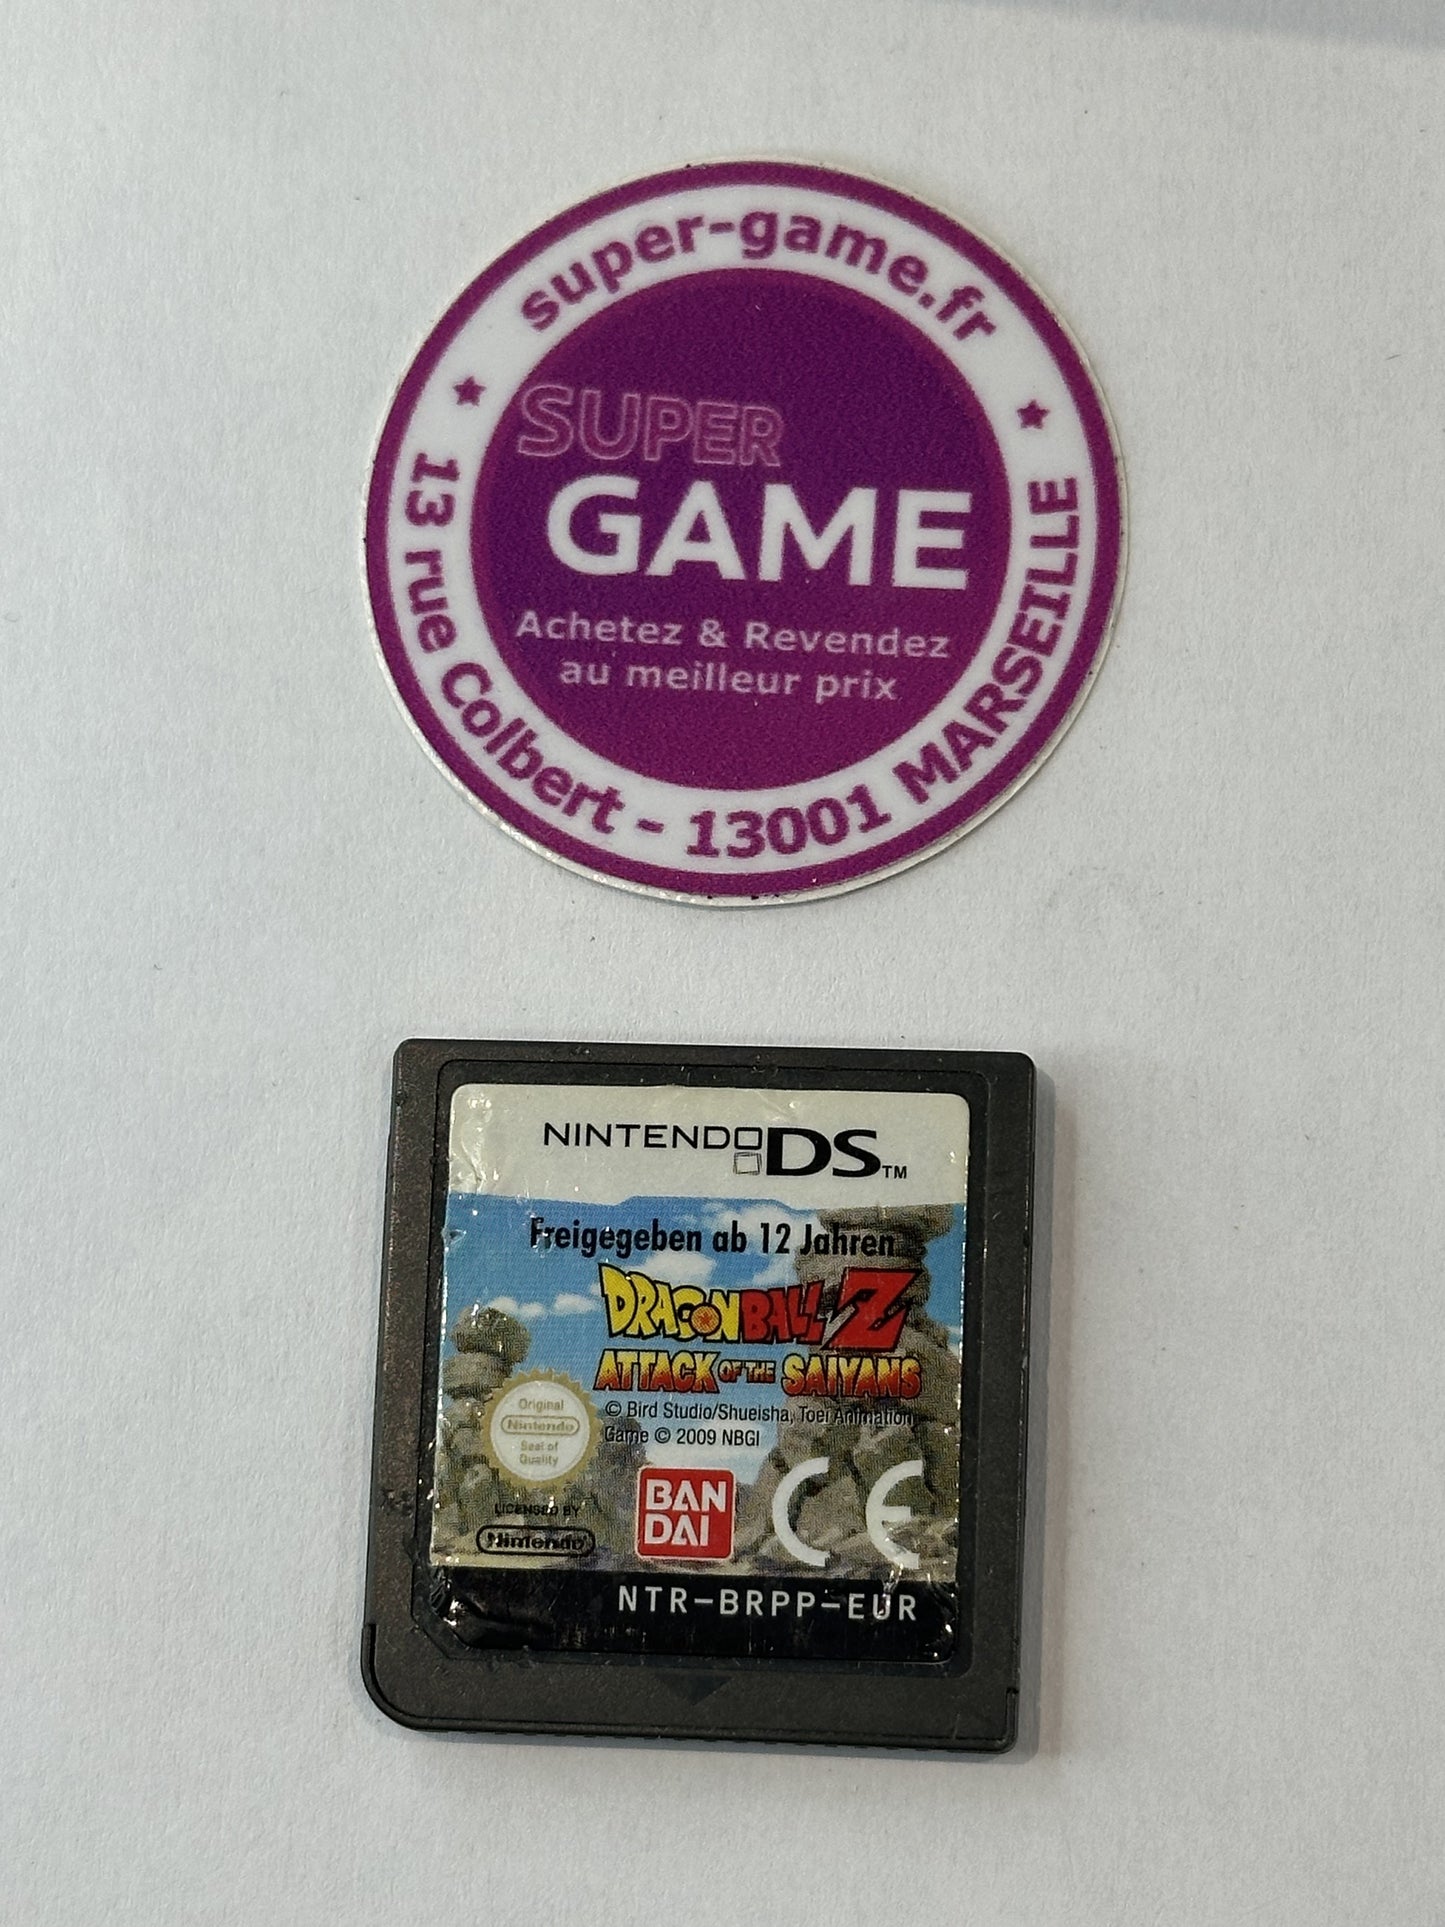 super-game.fr
SUPER
GAME
Achetez & Revendez
au meilleur prix
13 rue Colbert - 13001 MARSEILLE
NINTENDO DS™
Freigegeben ab 12 Jahren
DRAGON BALL Z
ATTACK OF THE SAIYANS
© Bird Studio/Shueisha, Toei Animation
Game © 2009 NBGI
Original
Nintendo
Seal of
Quality
LICENSED BY
Nintendo
BAN
DAI
CE
NTR-BRPP-EUR